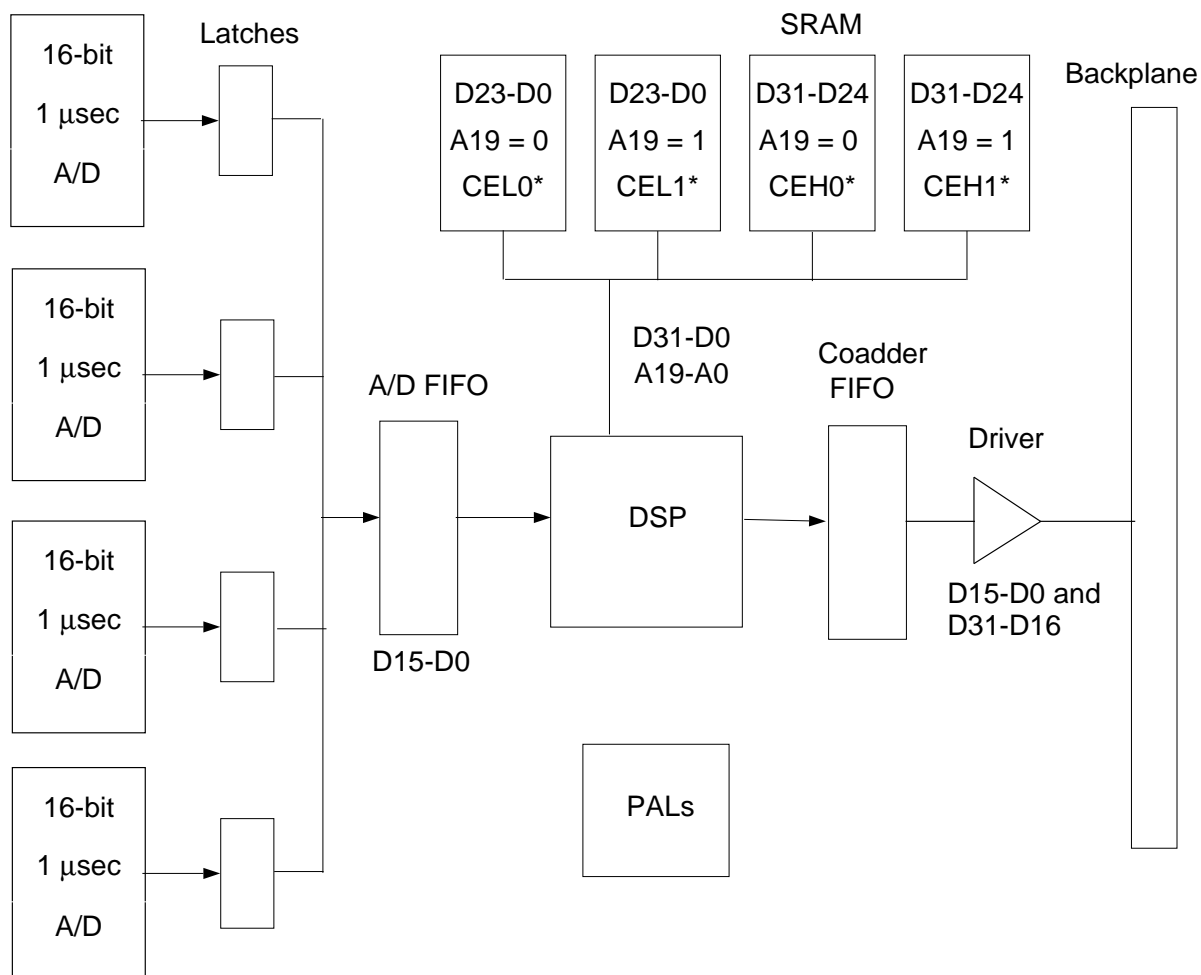 16-bit
1 μsec
A/D
Latches
16-bit
1 μsec
A/D
16-bit
1 μsec
A/D
16-bit
1 μsec
A/D
A/D FIFO
D15-D0
SRAM
D23-D0
A19 = 0
CEL0*
D23-D0
A19 = 1
CEL1*
D31-D24
A19 = 0
CEH0*
D31-D24
A19 = 1
CEH1*
D31-D0
A19-A0
DSP
PALs
Coadder
FIFO
Driver
D15-D0 and
D31-D16
Backplane